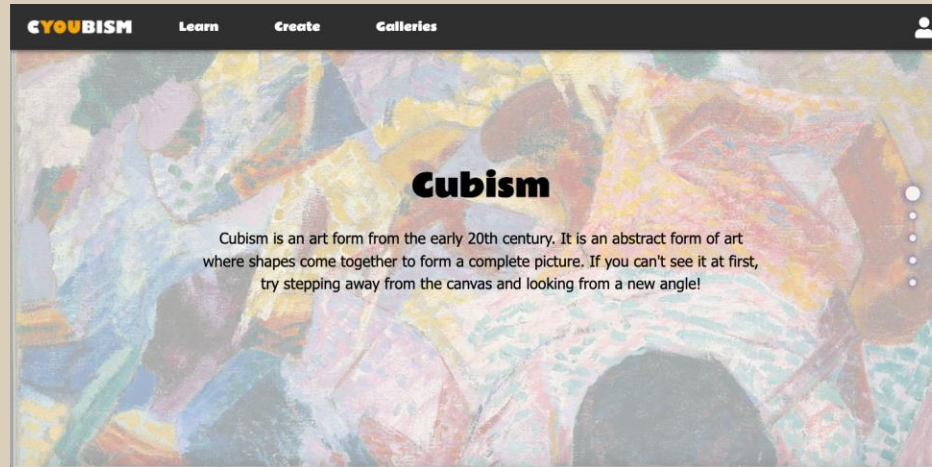 CYOUBISM Learn Create Galleries
Cubism
Cubism is an art form from the early 20th century. It is an abstract form of art
where shapes come together to form a complete picture. If you can't see it at first,
try stepping away from the canvas and looking from a new angle!